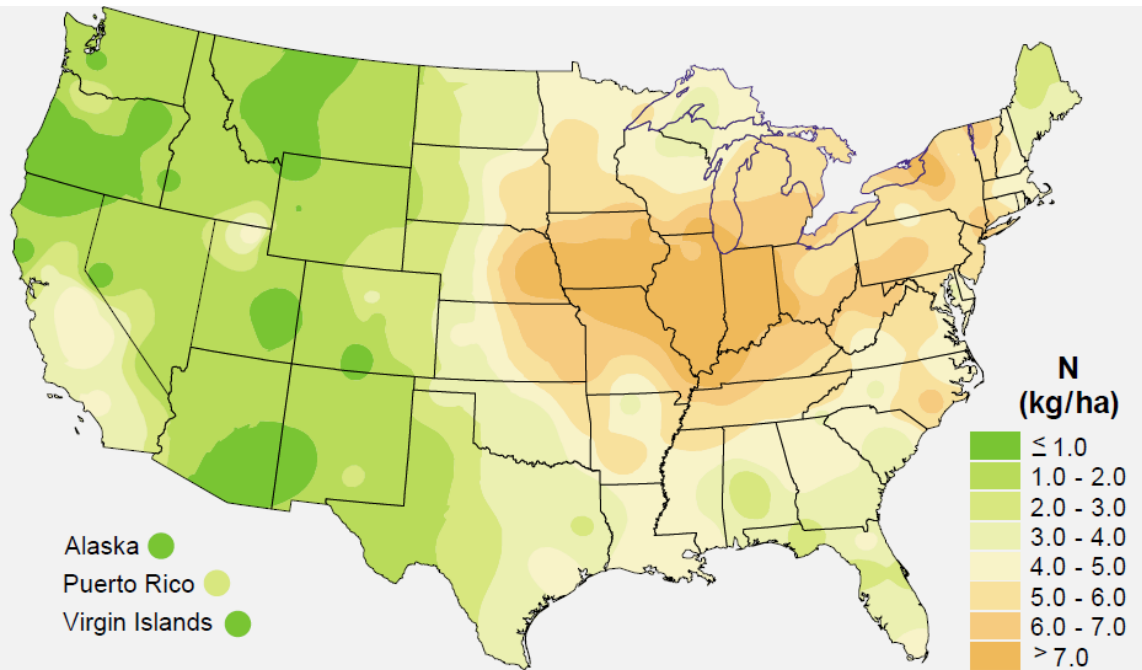 Alaska
Puerto Rico
Virgin Islands
N
(kg/ha)
≤ 1.0
1.0 - 2.0
2.0 - 3.0
3.0 - 4.0
4.0 - 5.0
5.0 - 6.0
6.0 - 7.0
> 7.0